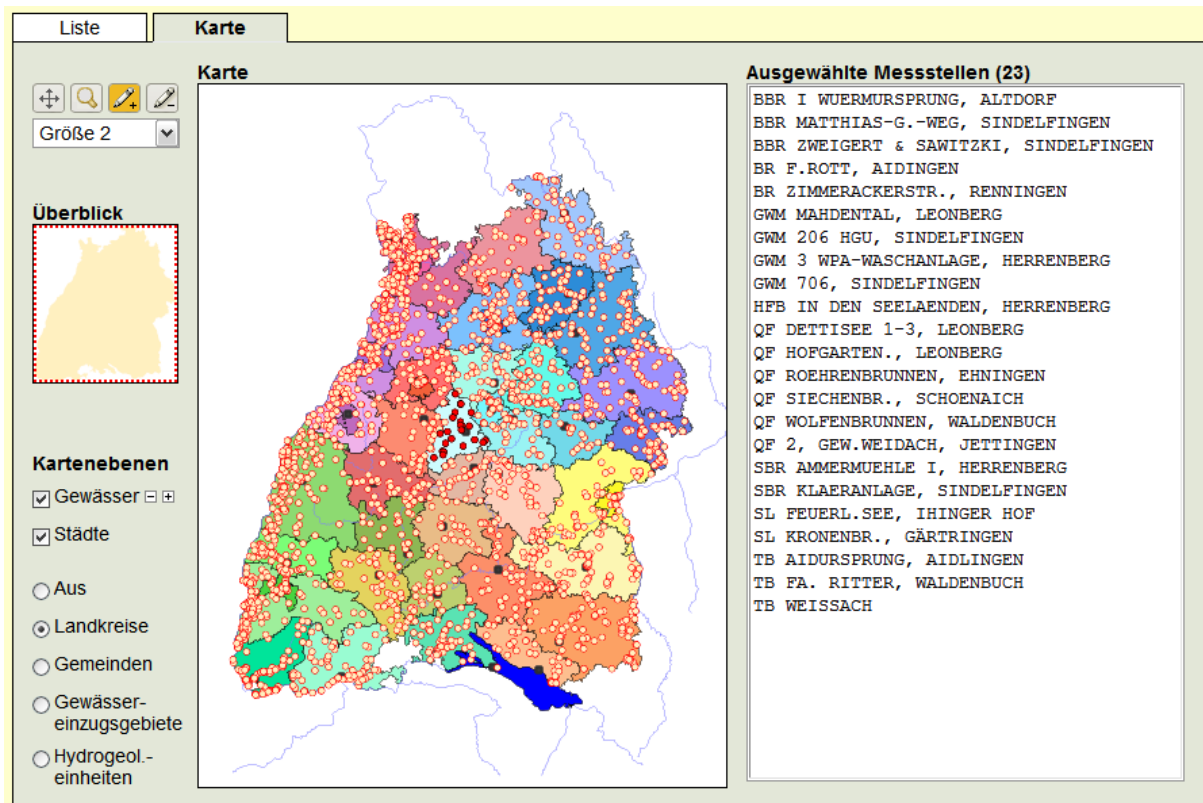 Liste
Karte
Größe 2
Überblick
Kartenebenen
Gewässer
Städte
Aus
Landkreise
Gemeinden
Gewässer-
einzugsgebiete
Hydrogeol.-
einheiten
Karte
Ausgewählte Messstellen (23)
BBR I WUERMURSPRUNG, ALTDORF
BBR MATTHIAS-G.-WEG, SINDELFINGEN
BBR ZWEIGERT & SAWITZKI, SINDELFINGEN
BR F.ROTT, AIDINGEN
BR ZIMMERACKERSTR., RENNINGEN
GWM MAHDENTAL, LEONBERG
GWM 206 HGU, SINDELFINGEN
GWM 3 WPA-WASCHANLAGE, HERRENBERG
GWM 706, SINDELFINGEN
HFB IN DEN SEELAENDEN, HERRENBERG
QF DETTISEE 1-3, LEONBERG
QF HOFGARTEN., LEONBERG
QF ROEHRENBRUNNEN, EHNINGEN
QF SIECHENBR., SCHOENAICH
QF WOLFENBRUNNEN, WALDENBUCH
QF 2, GEW.WEIDACH, JETTINGEN
SBR AMMERMUEHLE I, HERRENBERG
SBR KLAERANLAGE, SINDELFINGEN
SL FEUERL.SEE, IHINGER HOF
SL KRONENBR., GÄRTRINGEN
TB AIDURSPRUNG, AIDLINGEN
TB FA. RITTER, WALDENBUCH
TB WEISSACH